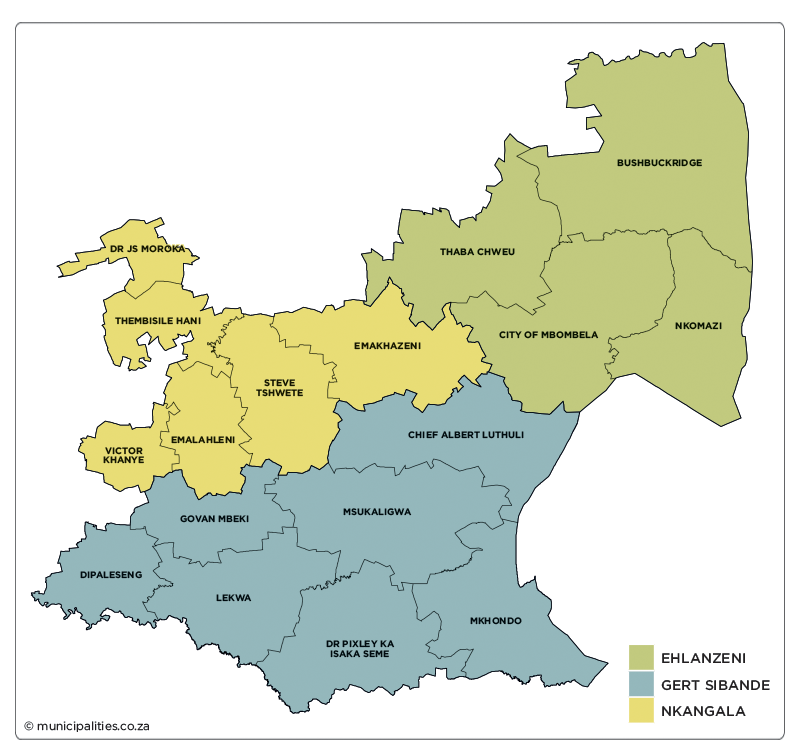 BUSHBUCKRIDGE
DR JS MOROKA
THABA CHWEU
THEMBISILE HANI
NKOMAZI
CITY OF MBOMBELA
EMAKHAZENI
STEVE
TSHWETE
CHIEF ALBERT LUTHULI
EMALAHLENI
VICTOR
KHANYE
MSUKALIGWA
GOVAN MBEKI
DIPALESENG
LEKWA
MKHONDO
DR PIXLEY KA
ISAKA SEME
EHLANZENI
GERT SIBANDE
NKANGALA
© municipalities.co.za